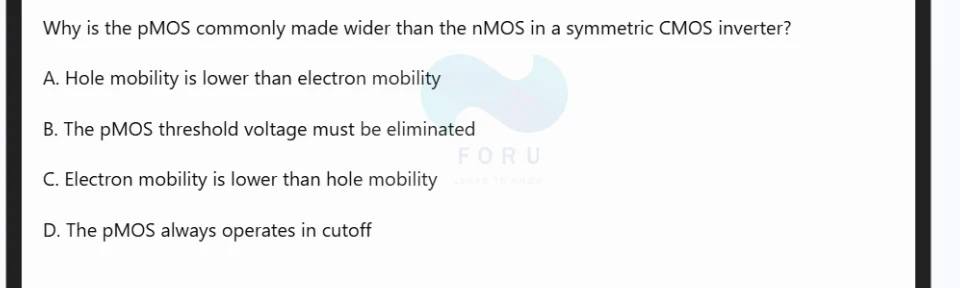 Why is the pMOS commonly made wider than the nMOS in a symmetric CMOS inverter?
A. Hole mobility is lower than electron mobility
B. The pMOS threshold voltage must be eliminated
FORU
C. Electron mobility is lower than hole mobility
D. The pMOS always operates in cutoff